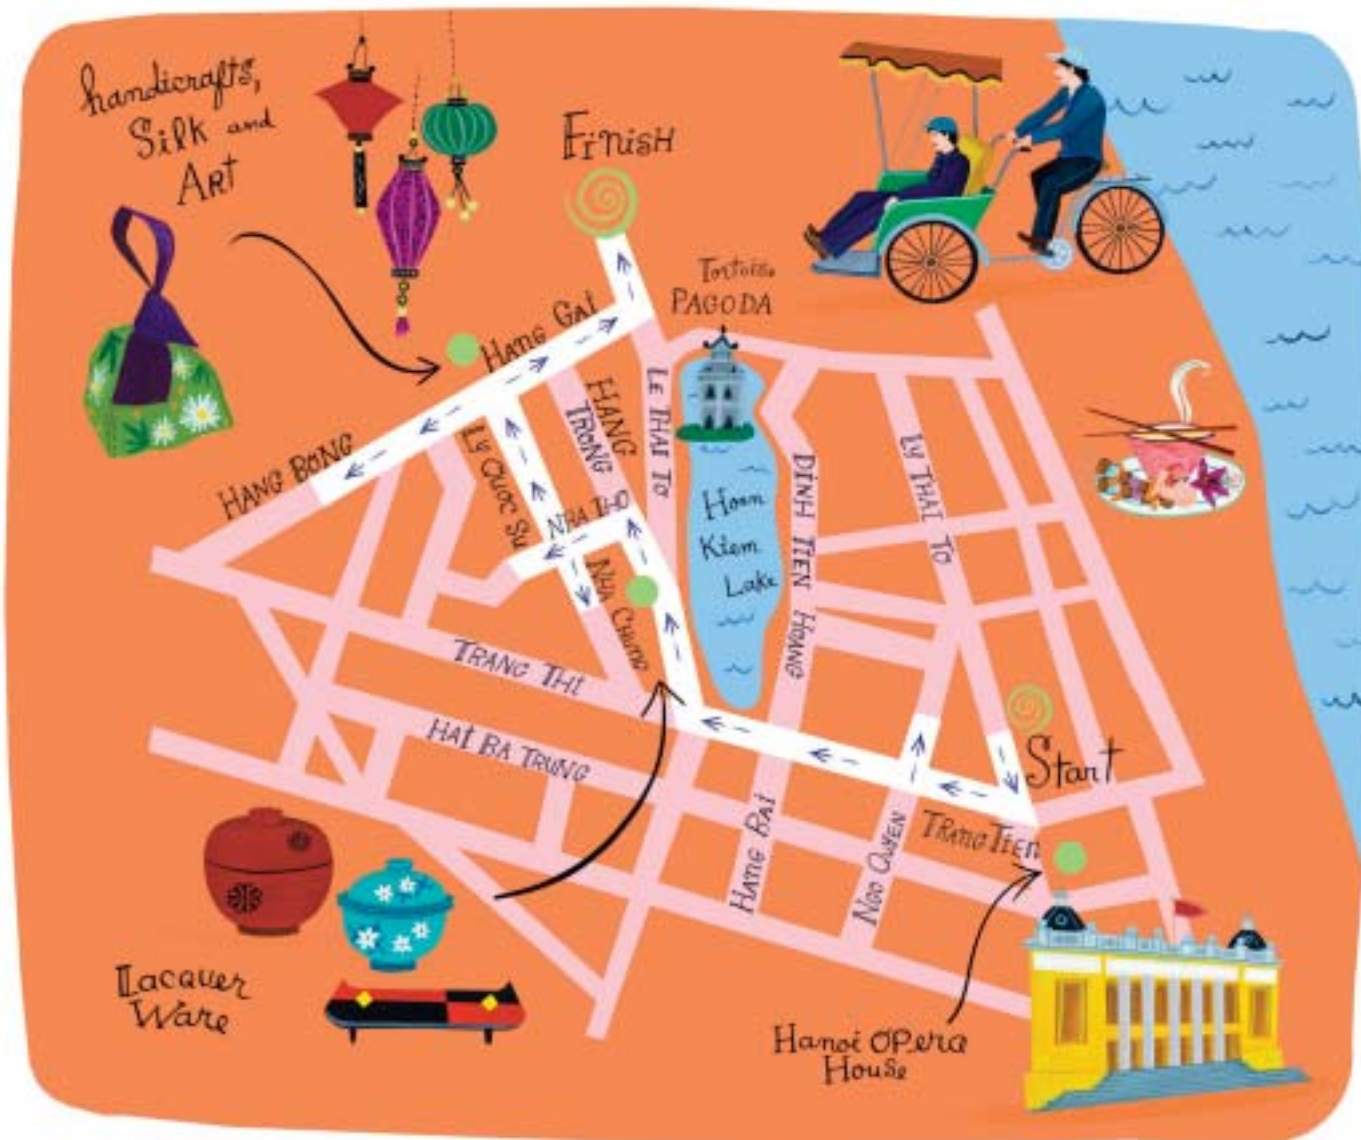 handicrafts,
Silk and
Art
Finish
Tortoise
PAGODA
HANG GAI
HANG BONG
LY QUOC SU
HANG
TRONG
LE THAI TO
NHA THO
NHA CHUNG
Hoan
Kiem
Lake
DINH TIEN HOANG
LY THAI TO
TRANG THI
HAI BA TRUNG
Start
TRANG TIEN
HANG BAI
NGO QUYEN
Lacquer
Ware
Hanoi OPera
House